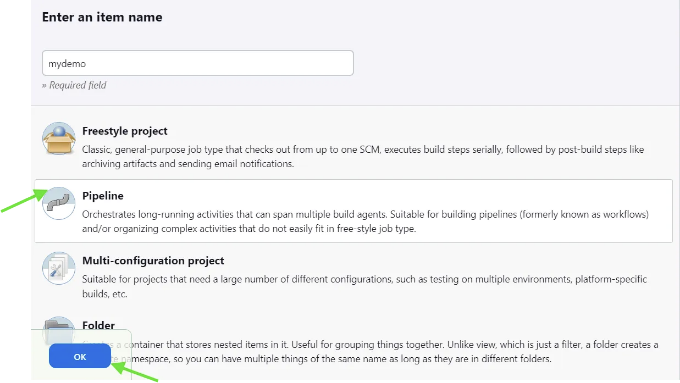 Enter an item name
mydemo
» Required field
Freestyle project
Classic, general-purpose job type that checks out from up to one SCM, executes build steps serially, followed by post-build steps like
archiving artifacts and sending email notifications.
Pipeline
Orchestrates long-running activities that can span multiple build agents. Suitable for building pipelines (formerly known as workflows)
and/or organizing complex activities that do not easily fit in free-style job type.
Multi-configuration project
Suitable for projects that need a large number of different configurations, such as testing on multiple environments, platform-specific
builds, etc.
Folder
a container that stores nested items in it. Useful for grouping things together. Unlike view, which is just a filter, a folder creates a
namespace, so you can have multiple things of the same name as long as they are in different folders.
OK